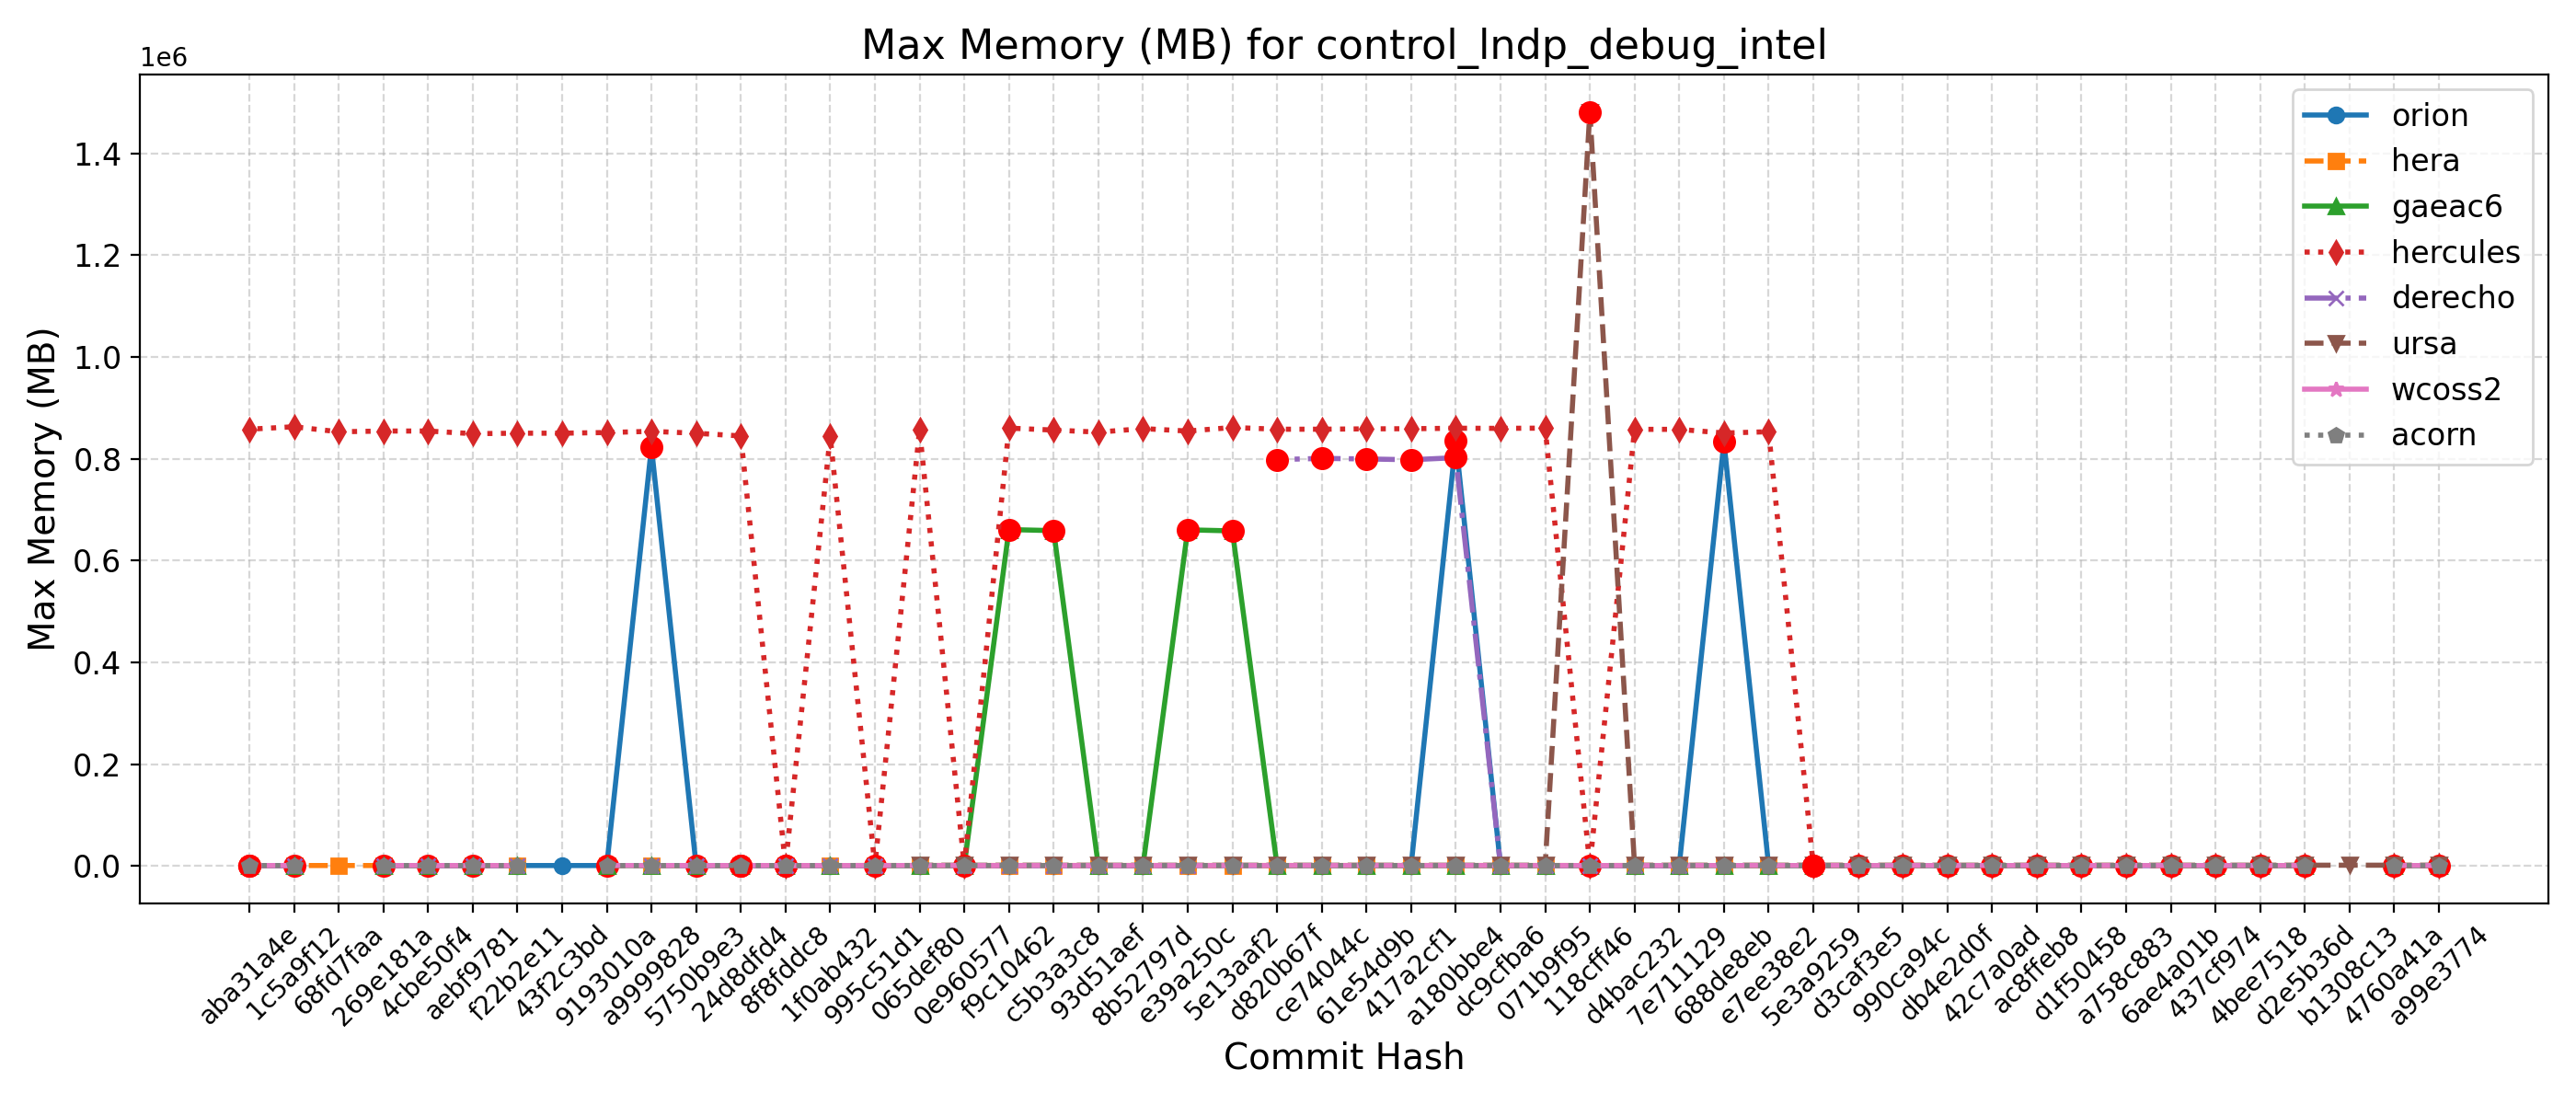 Max Memory (MB) for control_lndp_debug_intel
1e6
1.4
1.2
1.0
0.8
0.6
0.4
0.2
0.0
Max Memory (MB)
orion
hera
gaeac6
hercules
derecho
ursa
wcoss2
acorn
aba31a4e
1c5a9f12
68fd7faa
269e181a
4cbe50f4
aebf9781
f22b2e11
43f2c3bd
9193010a
a9999828
5750b9e3
24d8dfd4
8f8fddc8
1f0ab432
995c51d1
065def80
0e960577
f9c10462
c5b3a3c8
93d51aef
8b52797d
e39a250c
5e13aaf2
d820b67f
ce74044c
61e54d9b
417a2cf1
a180bbe4
dc9cfba6
071b9f95
118cff46
d4bac232
7e711129
688de8eb
e7ee38e2
5e3a9259
d3caf3e5
990ca94c
db4e2d0f
42c7a0ad
ac8ffeb8
d1f50458
a758c883
6ae4a01b
437cf974
4bee7518
d2e5b36d
b1308c13
4760a41a
a99e3774
Commit Hash